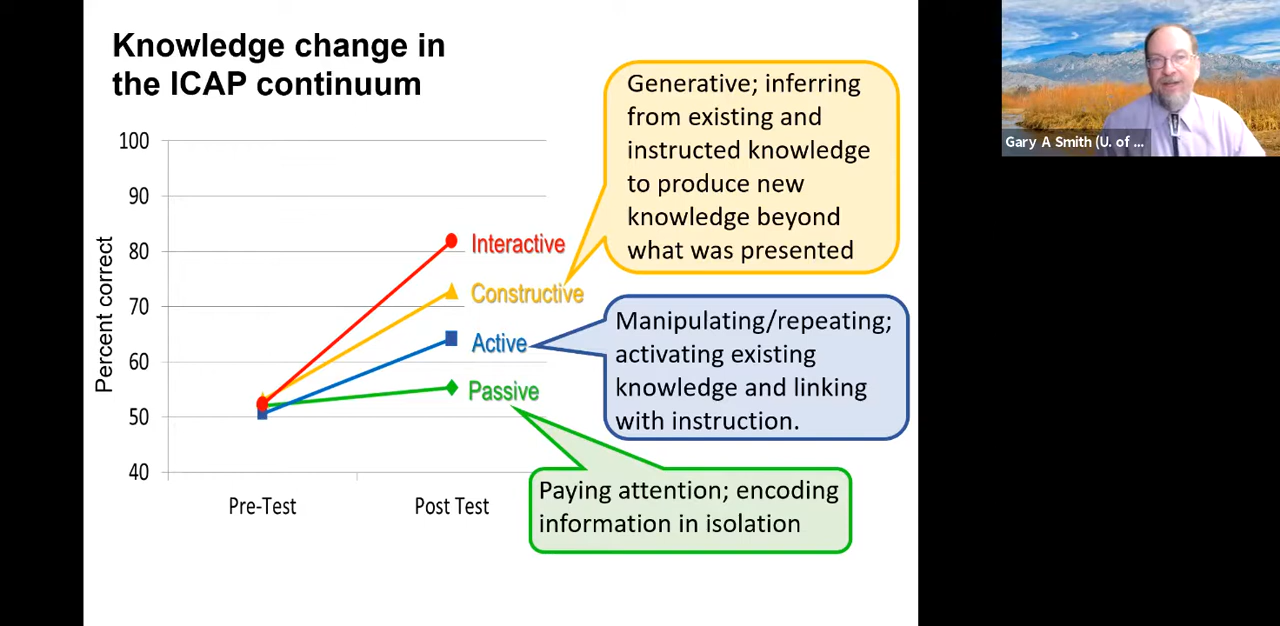 Knowledge change in
the ICAP continuum
Generative; inferring
from existing and
instructed knowledge
to produce new
knowledge beyond
what was presented
Gary A Smith (U. of ...
100
90
80
70
60
50
40
Percent correct
Interactive
Constructive
Active
Passive
Manipulating/repeating;
activating existing
knowledge and linking
with instruction.
Paying attention; encoding
information in isolation
Pre-Test
Post Test